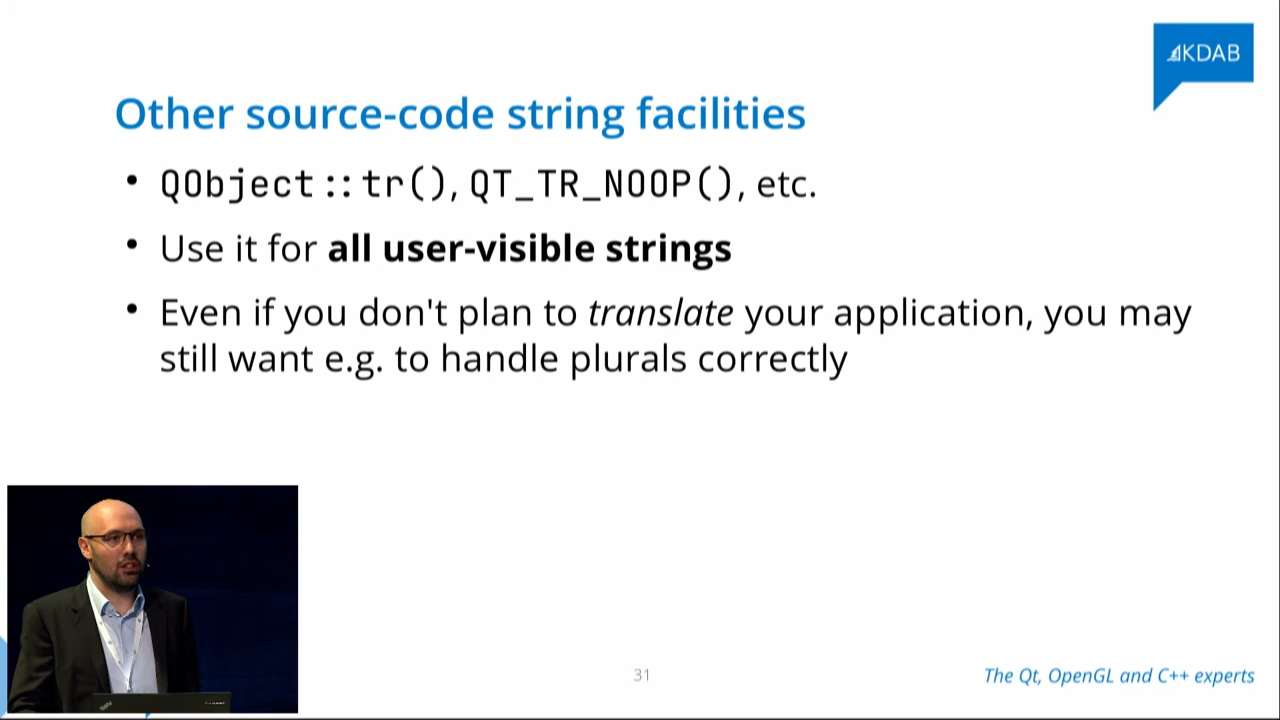 KDAB
Other source-code string facilities
• QObject::tr(), QT_TR_NOOP(), etc.
• Use it for all user-visible strings
• Even if you don't plan to translate your application, you may
still want e.g. to handle plurals correctly
31
The Qt, OpenGL and C++ experts